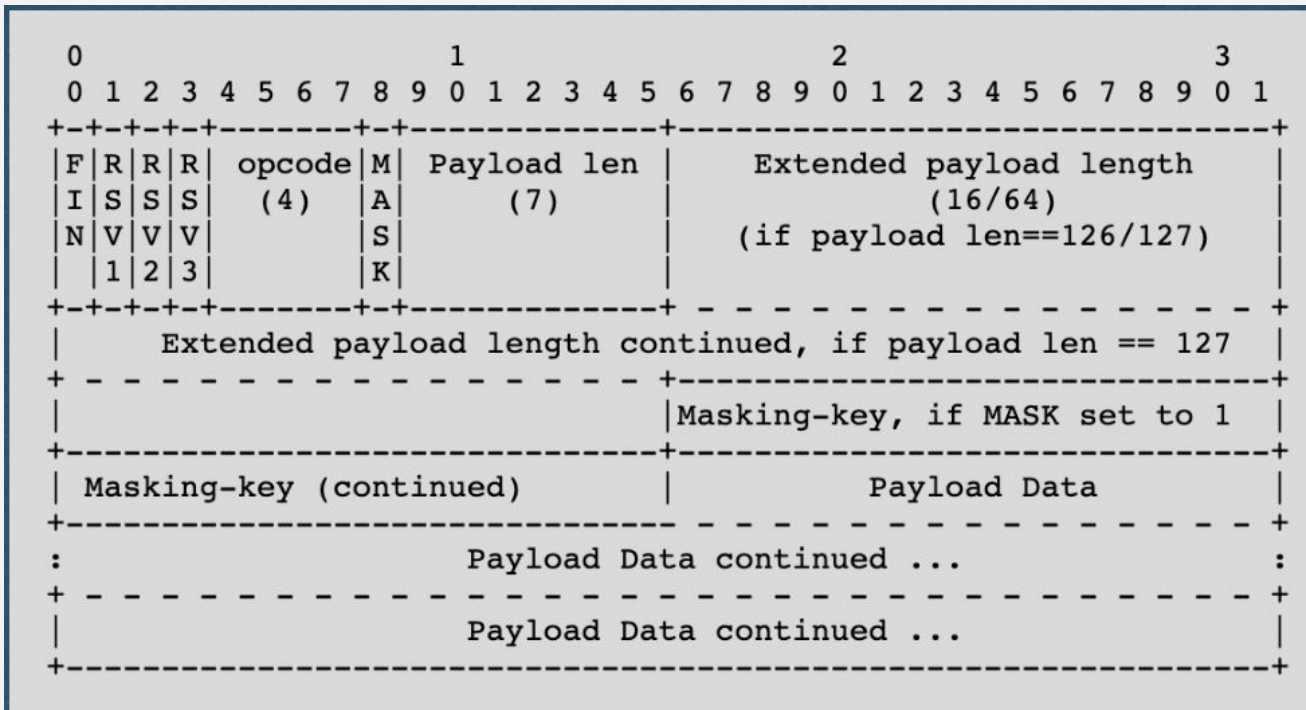 0                   1                   2                   3
 0 1 2 3 4 5 6 7 8 9 0 1 2 3 4 5 6 7 8 9 0 1 2 3 4 5 6 7 8 9 0 1
+-+-+-+-+-------+-+-------------+-------------------------------+
|F|R|R|R| opcode|M| Payload len |    Extended payload length    |
|I|S|S|S|  (4)  |A|     (7)     |             (16/64)           |
|N|V|V|V|       |S|             |   (if payload len==126/127)   |
| |1|2|3|       |K|             |                               |
+-+-+-+-+-------+-+-------------+ - - - - - - - - - - - - - - - +
|     Extended payload length continued, if payload len == 127  |
+ - - - - - - - - - - - - - - - +-------------------------------+
|                               |Masking-key, if MASK set to 1  |
+-------------------------------+-------------------------------+
| Masking-key (continued)       |          Payload Data         |
+-------------------------------- - - - - - - - - - - - - - - - +
:                     Payload Data continued ...                :
+ - - - - - - - - - - - - - - - - - - - - - - - - - - - - - - - +
|                     Payload Data continued ...                |
+---------------------------------------------------------------+